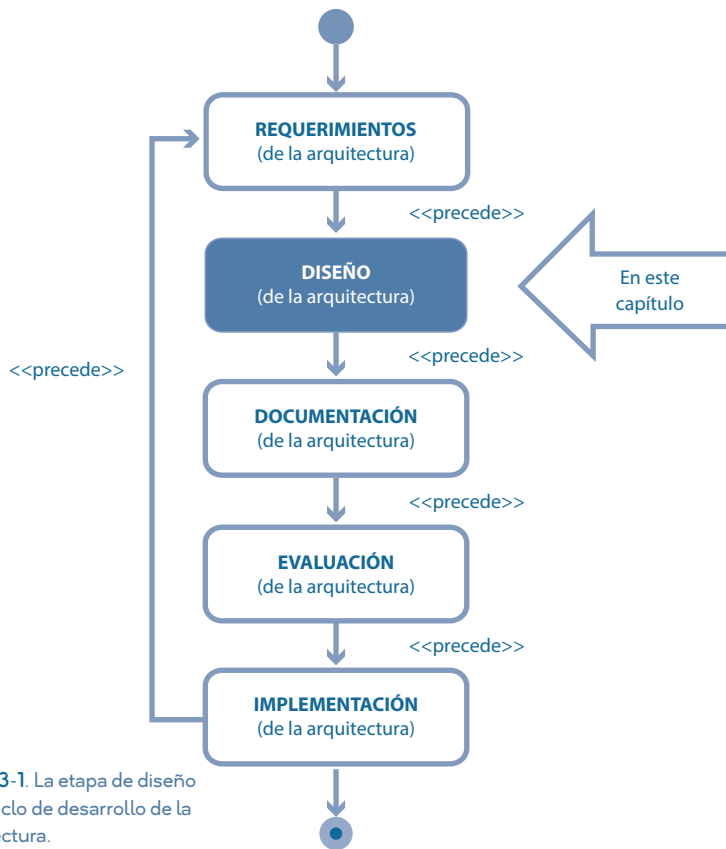 REQUERIMIENTOS
(de la arquitectura)
<<precede>>
DISEÑO
(de la arquitectura)
En este
capítulo
<<precede>>
<<precede>>
DOCUMENTACIÓN
(de la arquitectura)
<<precede>>
EVALUACIÓN
(de la arquitectura)
<<precede>>
IMPLEMENTACIÓN
(de la arquitectura)
3-1. La etapa de diseño
clo de desarrollo de la
ectura.